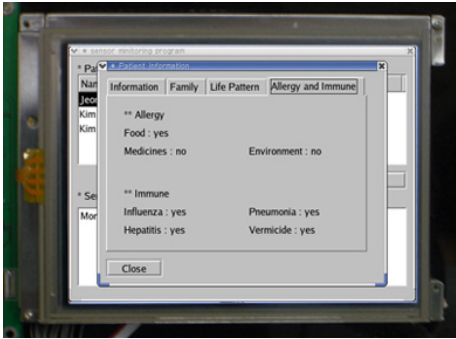 sensor minitoring program
Patient Information
Information Family Life Pattern Allergy and Immune
Kim
Kim
** Allergy
Food : yes
Medicines : no Environment : no
** Immune
Influenza : yes Pneumonia : yes
Hepatitis : yes Vermicide : yes
Close